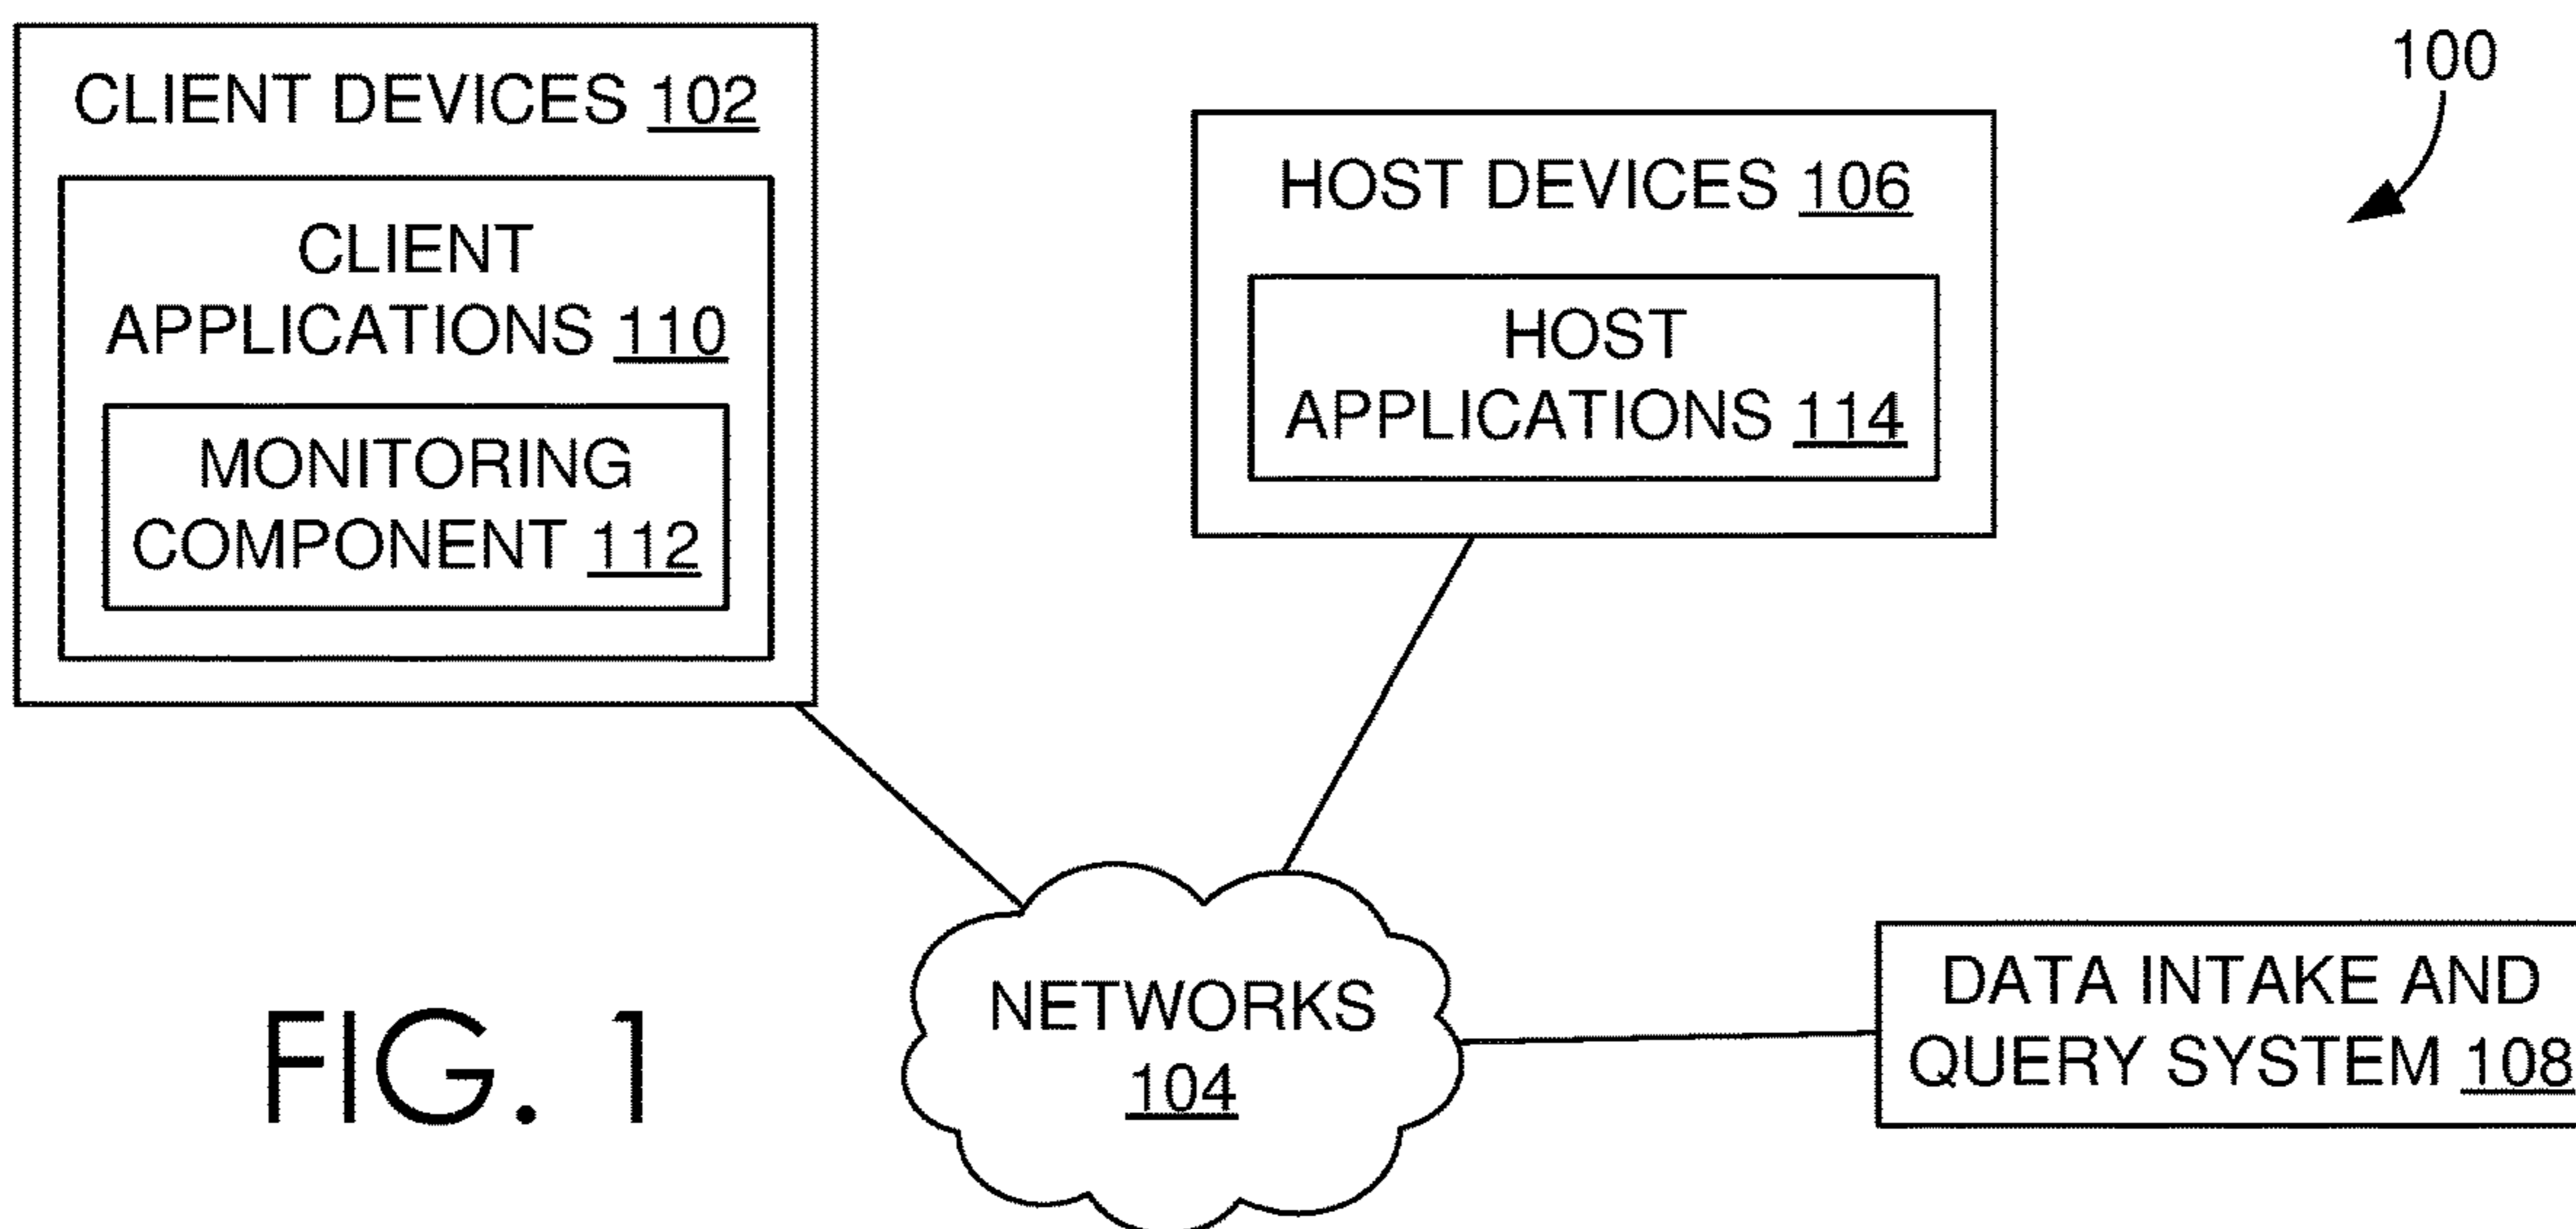 CLIENT DEVICES 102
CLIENT
APPLICATIONS 110
MONITORING
COMPONENT 112
HOST DEVICES 106
HOST
APPLICATIONS 114
100
NETWORKS
104
DATA INTAKE AND
QUERY SYSTEM 108
FIG. 1